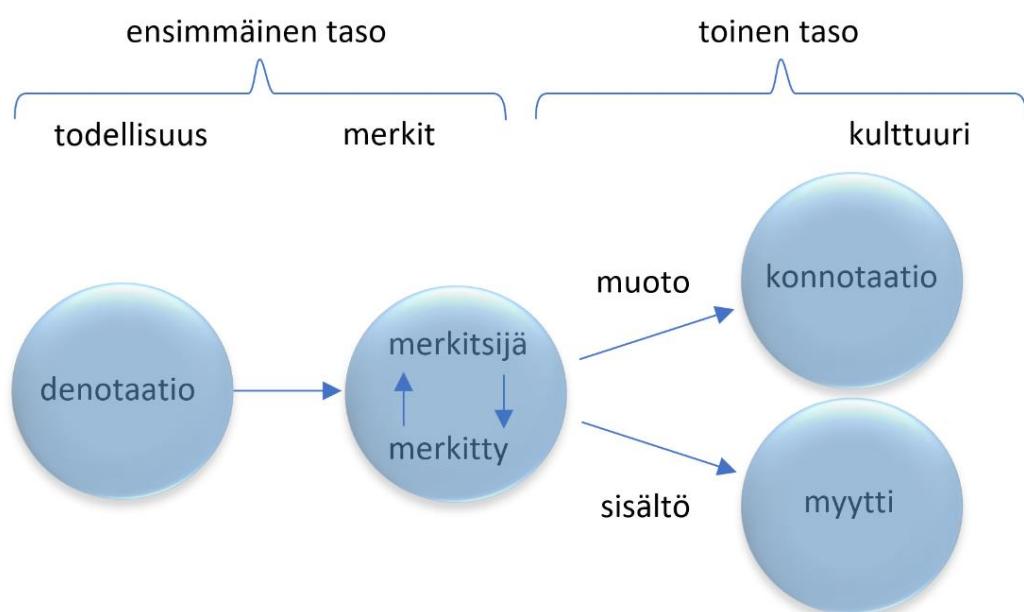 ensimmäinen taso
toinen taso
todellisuus
merkit
kulttuuri
denotaatio
merkitsijä
merkitty
muoto
sisältö
konnotaatio
myytti